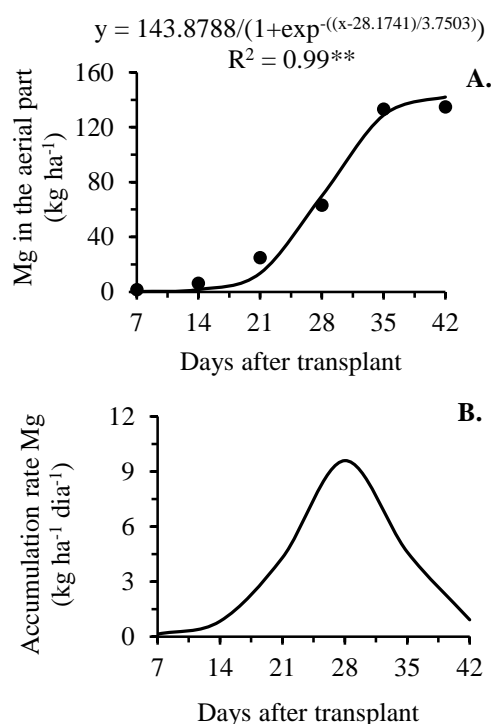 y = 143.8788/(1+exp^-((x-28.1741)/3.7503))
R² = 0.99**
A.
Mg in the aerial part
(kg ha⁻¹)
160
120
80
40
0
7 14 21 28 35 42
Days after transplant
B.
Accumulation rate Mg
(kg ha⁻¹ dia⁻¹)
12
9
6
3
0
7 14 21 28 35 42
Days after transplant